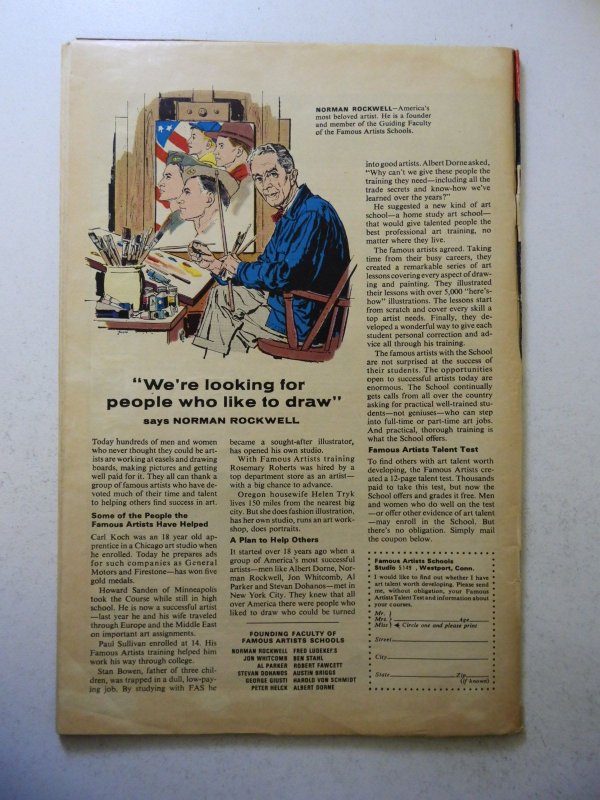 NORMAN ROCKWELL—America's
most beloved artist. He is a founder
and member of the Guiding Faculty
of the Famous Artists Schools.
"We're looking for
people who like to draw"
says NORMAN ROCKWELL
Today hundreds of men and women
who never thought they could be art-
ists are working at easels and drawing
boards, making pictures and getting
well paid for it. They all can thank a
group of famous artists who have de-
voted much of their time and talent
to helping others find success in art.
Some of the People the
Famous Artists Have Helped
Carl Koch was an 18 year old ap-
prentice in a Chicago art studio when
he enrolled. Today he prepares ads
for such companies as General
Motors and Firestone—has won five
gold medals.
Howard Sanden of Minneapolis
took the Course while still in high
school. He is now a successful artist
—last year he and his wife traveled
through Europe and the Middle East
on important art assignments.
Paul Sullivan enrolled at 14. His
Famous Artists training helped him
work his way through college.
Stan Bowen, father of three chil-
dren, was trapped in a dull, low-pay-
ing job. By studying with FAS he
became a sought-after illustrator,
has opened his own studio.
With Famous Artists training
Rosemary Roberts was hired by a
top department store as an artist—
with a big chance to advance.
Oregon housewife Helen Tryk
lives 150 miles from the nearest big
city. But she does fashion illustration,
has her own studio, runs an art work-
shop, does portraits.
A Plan to Help Others
It started over 18 years ago when a
group of America's most successful
artists—men like Albert Dorne, Nor-
man Rockwell, Jon Whitcomb, Al
Parker and Stevan Dohanos—met in
New York City. They knew that all
over America there were people who
liked to draw who could be turned
FOUNDING FACULTY OF
FAMOUS ARTISTS SCHOOLS
NORMAN ROCKWELL FRED LUDEKENS
JON WHITCOMB BEN STAHL
AL PARKER ROBERT FAWCETT
STEVAN DOHANOS AUSTIN BRIGGS
GEORGE GIUSTI HAROLD VON SCHMIDT
PETER HELCK ALBERT DORNE
into good artists. Albert Dorne asked,
"Why can't we give these people the
training they need—including all the
trade secrets and know-how we've
learned over the years?"
He suggested a new kind of art
school—a home study art school—
that would give talented people the
best professional art training, no
matter where they live.
The famous artists agreed. Taking
time from their busy careers, they
created a remarkable series of art
lessons covering every aspect of draw-
ing and painting. They illustrated
their lessons with over 5,000 "here's-
how" illustrations. The lessons start
from scratch and cover every skill a
top artist needs. Finally, they de-
veloped a wonderful way to give each
student personal correction and ad-
vice all through his training.
The famous artists with the School
are not surprised at the success of
their students. The opportunities
open to successful artists today are
enormous. The School continually
gets calls from all over the country
asking for practical well-trained stu-
dents—not geniuses—who can step
into full-time or part-time art jobs.
And practical, thorough training is
what the School offers.
Famous Artists Talent Test
To find others with art talent worth
developing, the Famous Artists cre-
ated a 12-page talent test. Thousands
paid to take this test, but now the
School offers and grades it free. Men
and women who do well on the test
—or offer other evidence of art talent
—may enroll in the School. But
there's no obligation. Simply mail
the coupon below.
Famous Artists Schools
Studio 5149, Westport, Conn.
I would like to find out whether I have
art talent worth developing. Please send
me, without obligation, your Famous
Artists Talent Test and information about
your courses.
Mr.
Mrs. Age
Miss Circle one and please print
Street
City
State Zip
(if known)